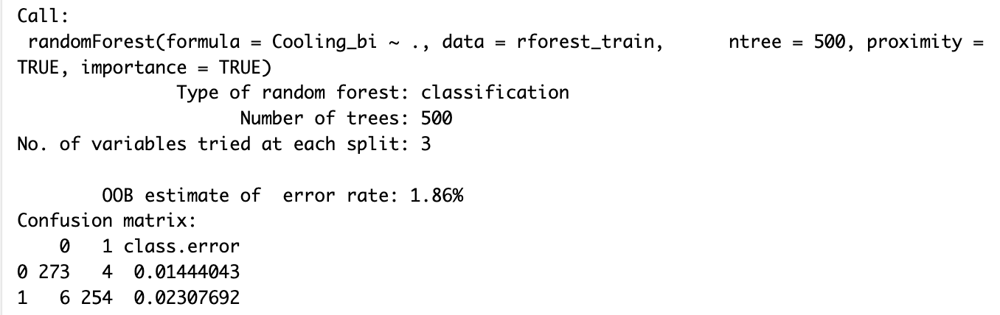 Call:
 randomForest(formula = Cooling_bi ~ ., data = rforest_train,      ntree = 500, proximity =
TRUE, importance = TRUE)
               Type of random forest: classification
                     Number of trees: 500
No. of variables tried at each split: 3

        OOB estimate of  error rate: 1.86%
Confusion matrix:
    0   1 class.error
0 273   4  0.01444043
1   6 254  0.02307692